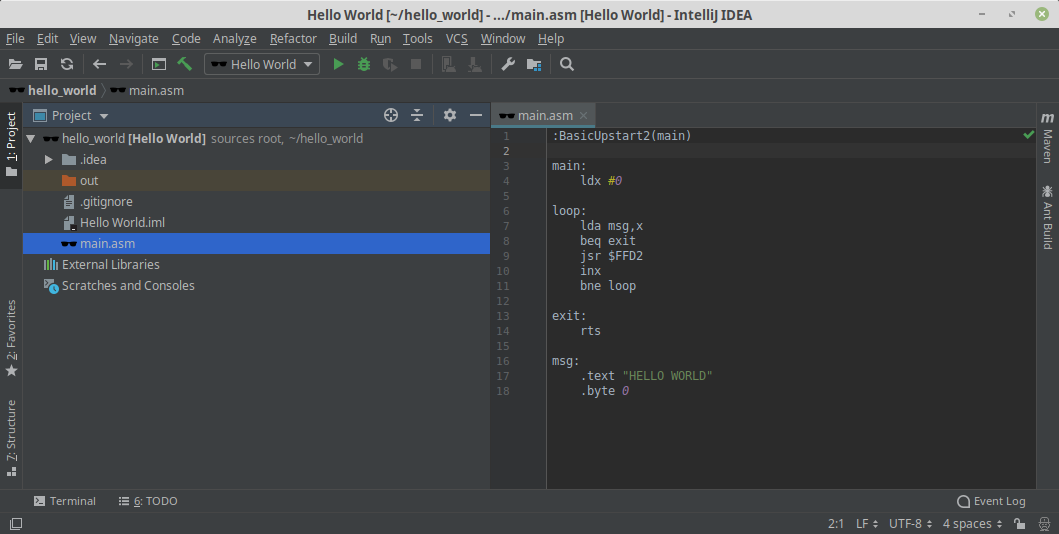 Hello World [~/hello_world] - .../main.asm [Hello World] - IntelliJ IDEA
File Edit View Navigate Code Analyze Refactor Build Run Tools VCS Window Help
Hello World
hello_world main.asm
1: Project
Project
hello_world [Hello World] sources root, ~/hello_world
.idea
out
.gitignore
Hello World.iml
main.asm
External Libraries
Scratches and Consoles
2: Favorites
7: Structure
main.asm
1 :BasicUpstart2(main)
2
3 main:
4 ldx #0
5
6 loop:
7 lda msg,x
8 beq exit
9 jsr $FFD2
10 inx
11 bne loop
12
13 exit:
14 rts
15
16 msg:
17 .text "HELLO WORLD"
18 .byte 0
m Maven
Ant Build
Terminal 6: TODO Event Log
2:1 LF UTF-8 4 spaces